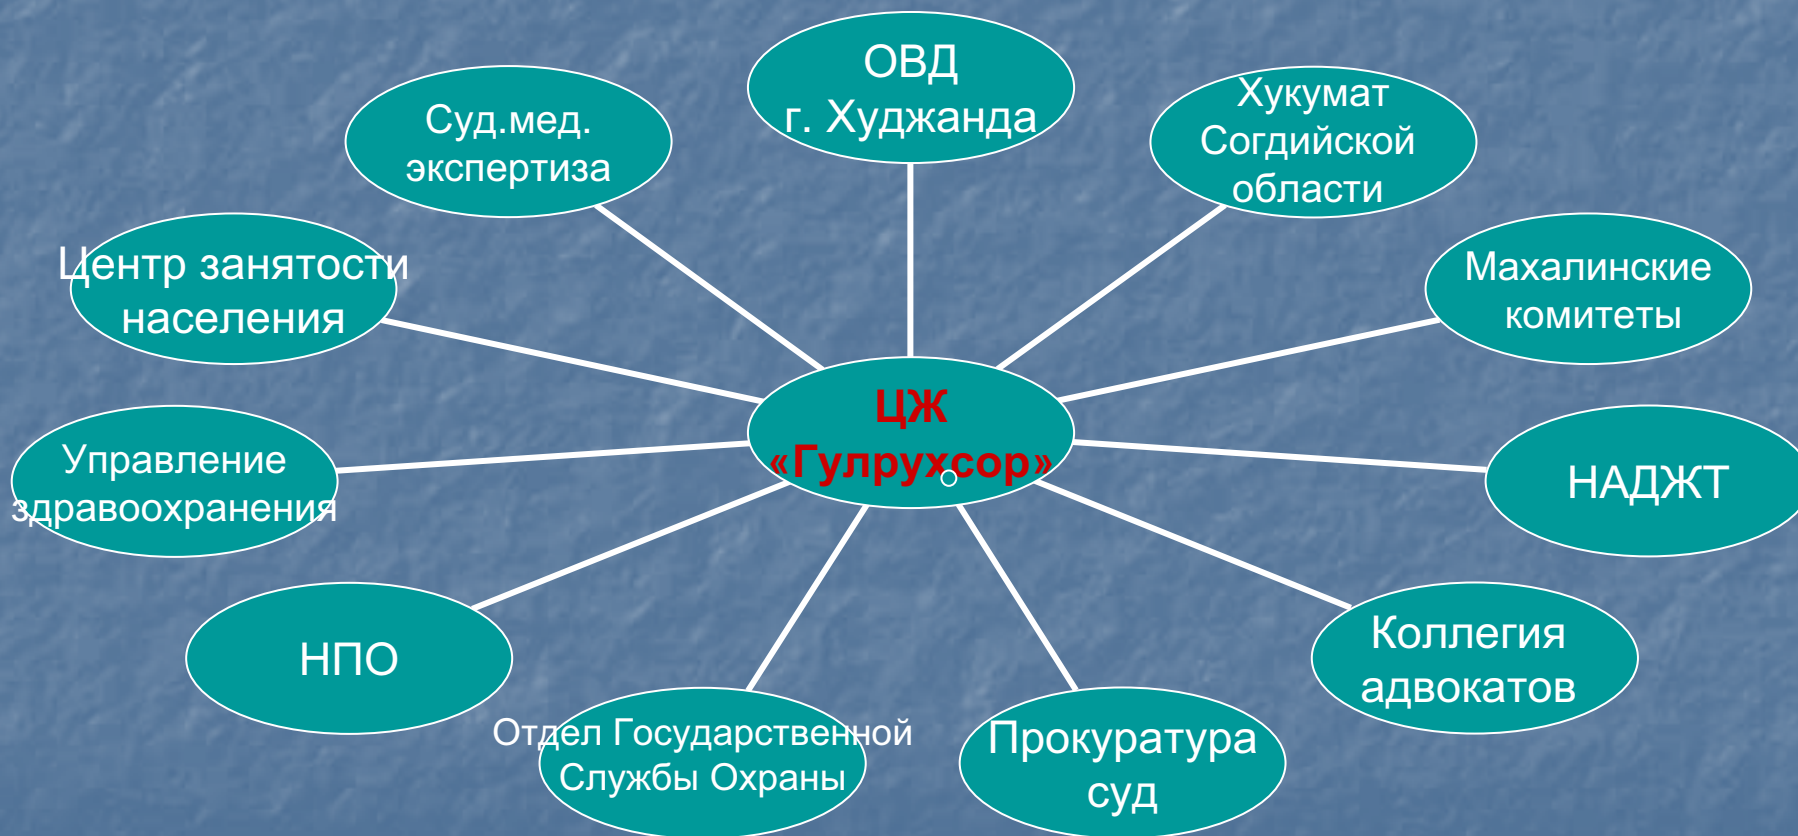 ОВД
г. Худжанда
Суд.мед.
экспертиза
Хукумат
Согдийской
области
Центр занятости
населения
Махалинские
комитеты
ЦЖ
«Гулрухсор»
Управление
здравоохранения
НАДЖТ
НПО
Коллегия
адвокатов
Отдел Государственной
Службы Охраны
Прокуратура
суд